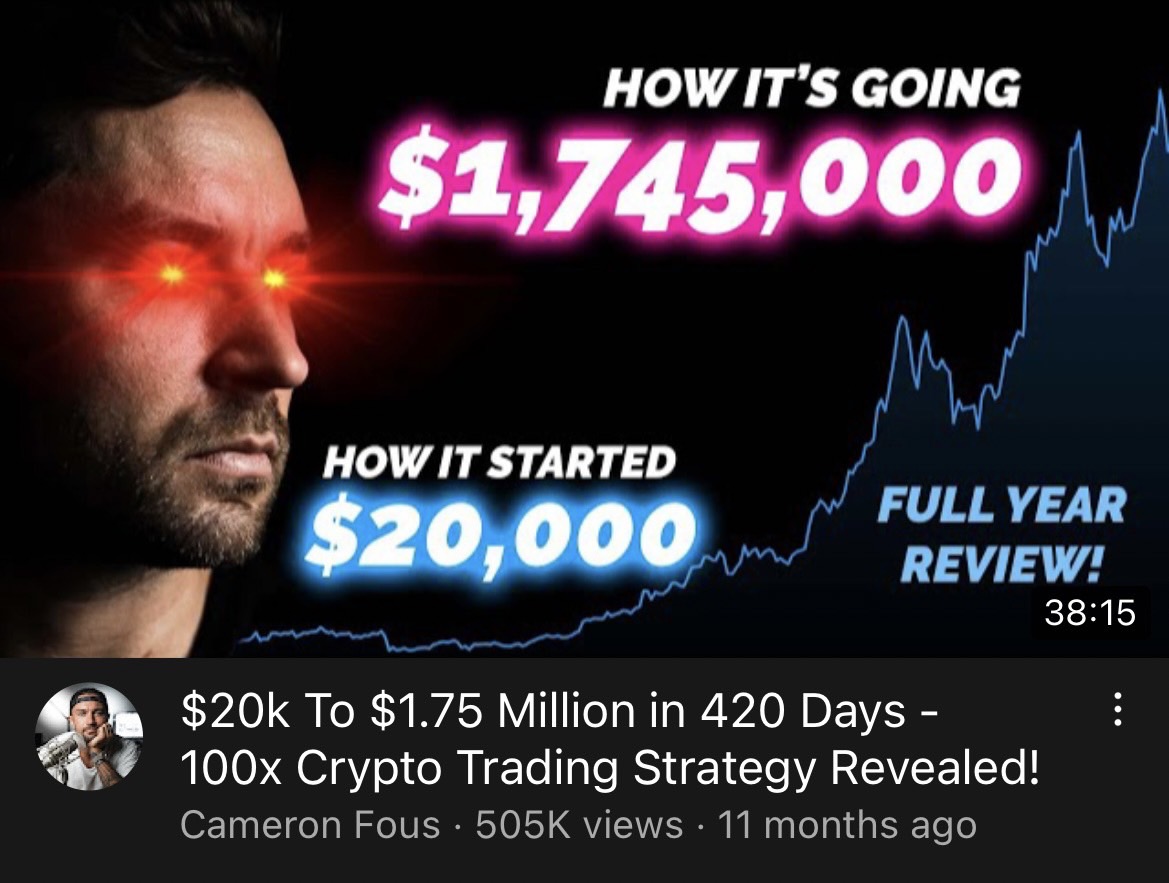 HOW IT'S GOING
$1,745,000
HOW IT STARTED
$20,000
FULL YEAR
REVIEW!
38:15
$20k To $1.75 Million in 420 Days -
100x Crypto Trading Strategy Revealed!
Cameron Fous · 505K views · 11 months ago